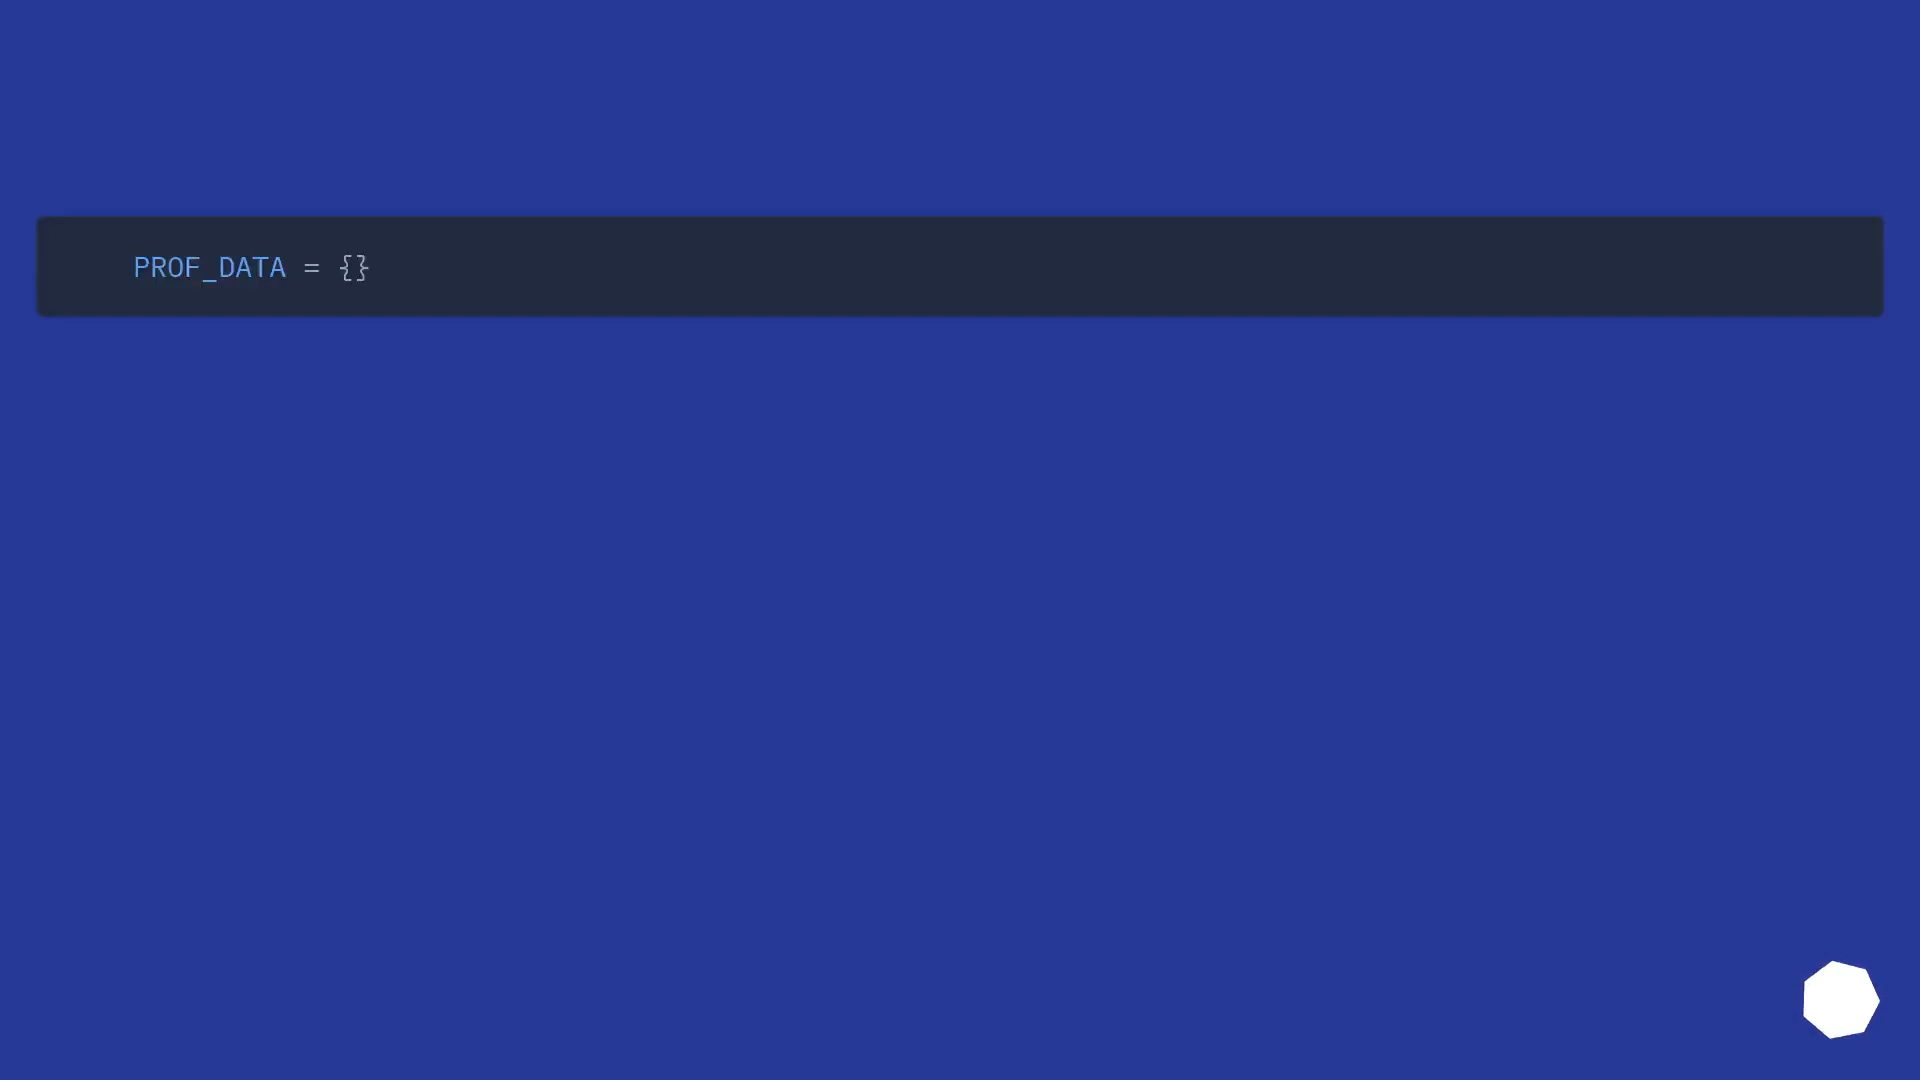 PROF_DATA = {}